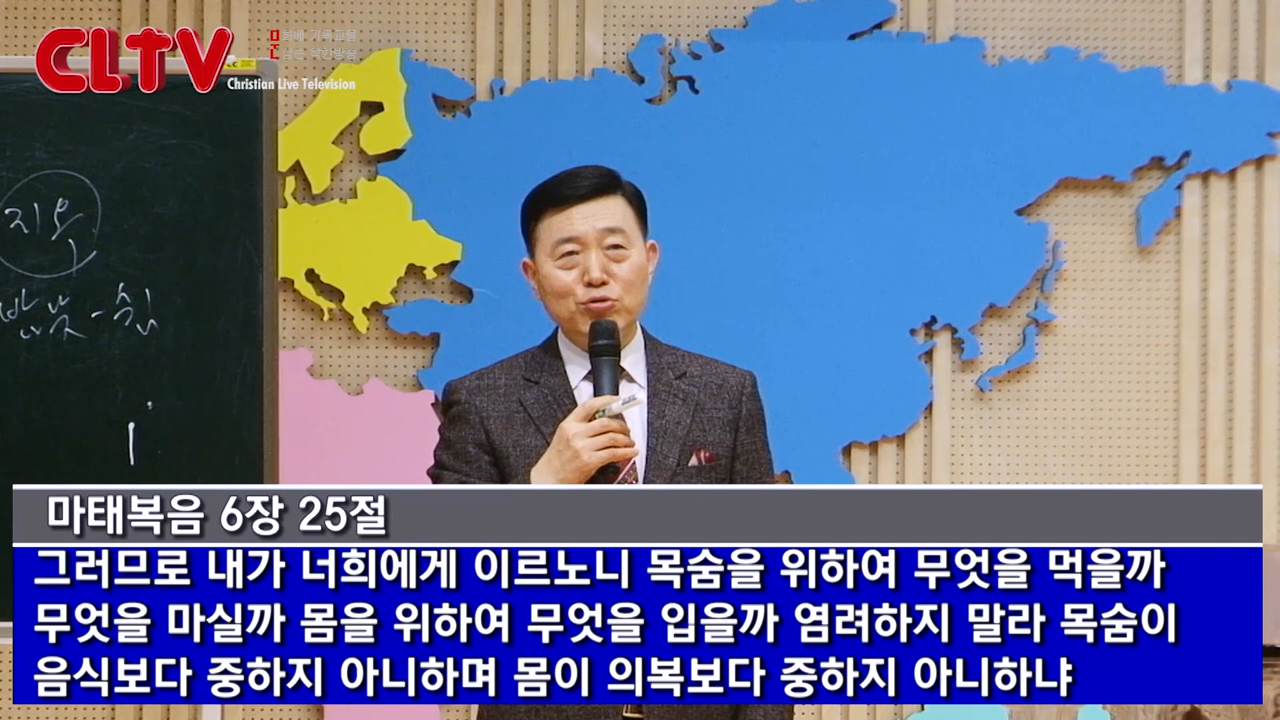 CLTV
Christian Live Television
지옥
마태복음 6장 25절
그러므로 내가 너희에게 이르노니 목숨을 위하여 무엇을 먹을까
무엇을 마실까 몸을 위하여 무엇을 입을까 염려하지 말라 목숨이
음식보다 중하지 아니하며 몸이 의복보다 중하지 아니하냐